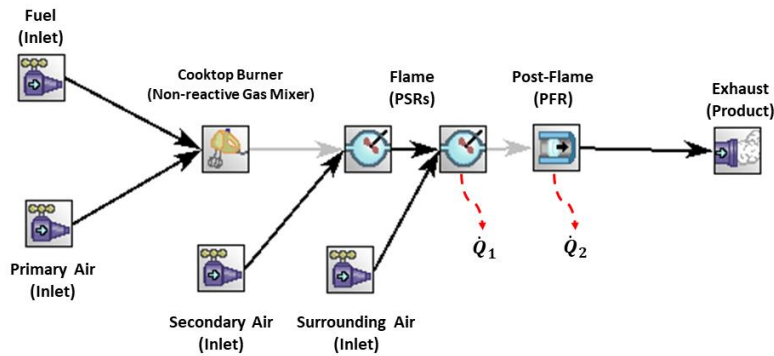 Fuel
(Inlet)
Cooktop Burner
(Non-reactive Gas Mixer)
Flame
(PSRs)
Post-Flame
(PFR)
Exhaust
(Product)
Primary Air
(Inlet)
Secondary Air
(Inlet)
Surrounding Air
(Inlet)
Q̇₁
Q̇₂